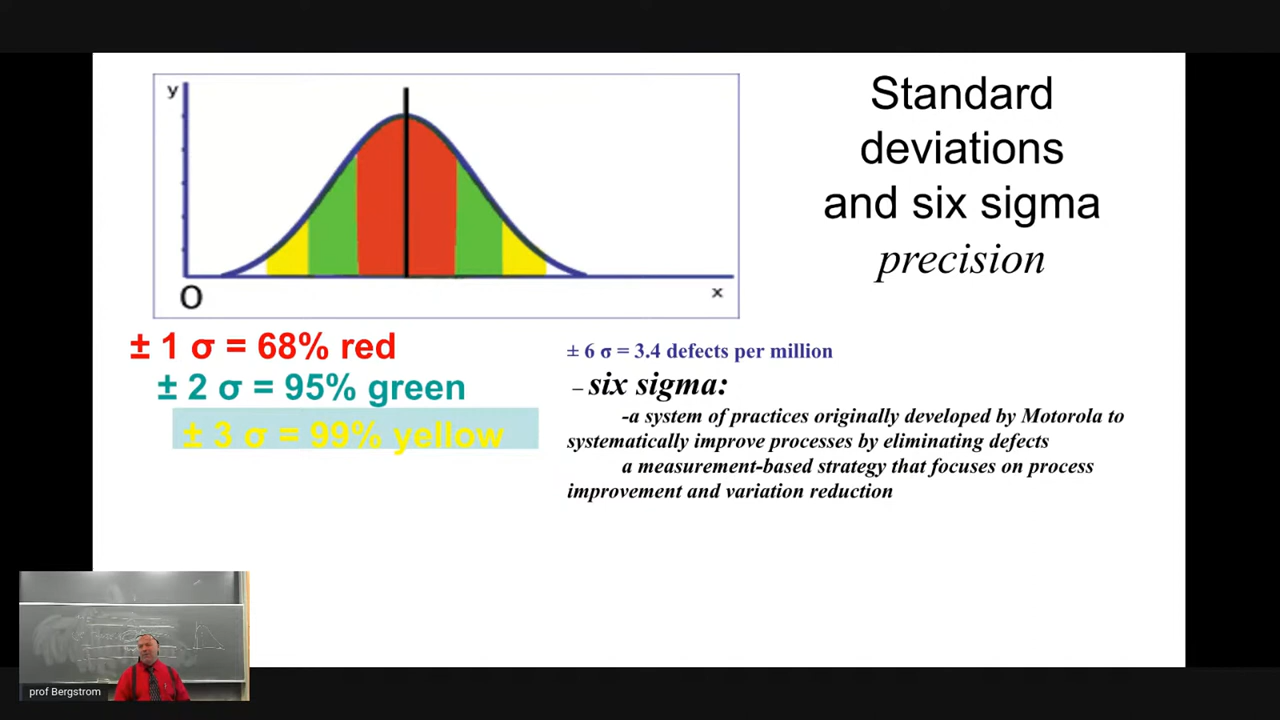 y
O
x
Standard
deviations
and six sigma
precision
± 1 σ = 68% red
± 2 σ = 95% green
± 3 σ = 99% yellow
± 6 σ = 3.4 defects per million
– six sigma:
-a system of practices originally developed by Motorola to
systematically improve processes by eliminating defects
a measurement-based strategy that focuses on process
improvement and variation reduction
prof Bergstrom